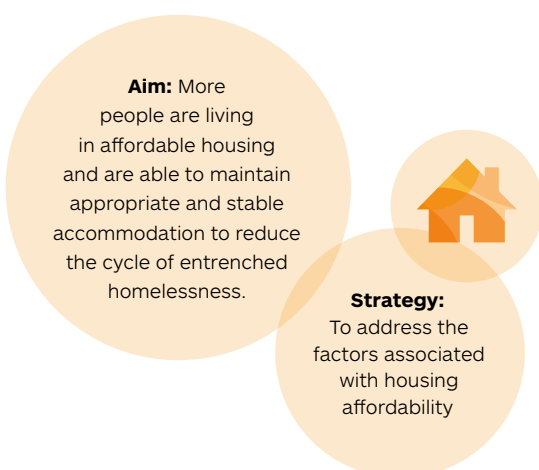 Aim: More
people are living
in affordable housing
and are able to maintain
appropriate and stable
accommodation to reduce
the cycle of entrenched
homelessness.
Strategy:
To address the
factors associated
with housing
affordability